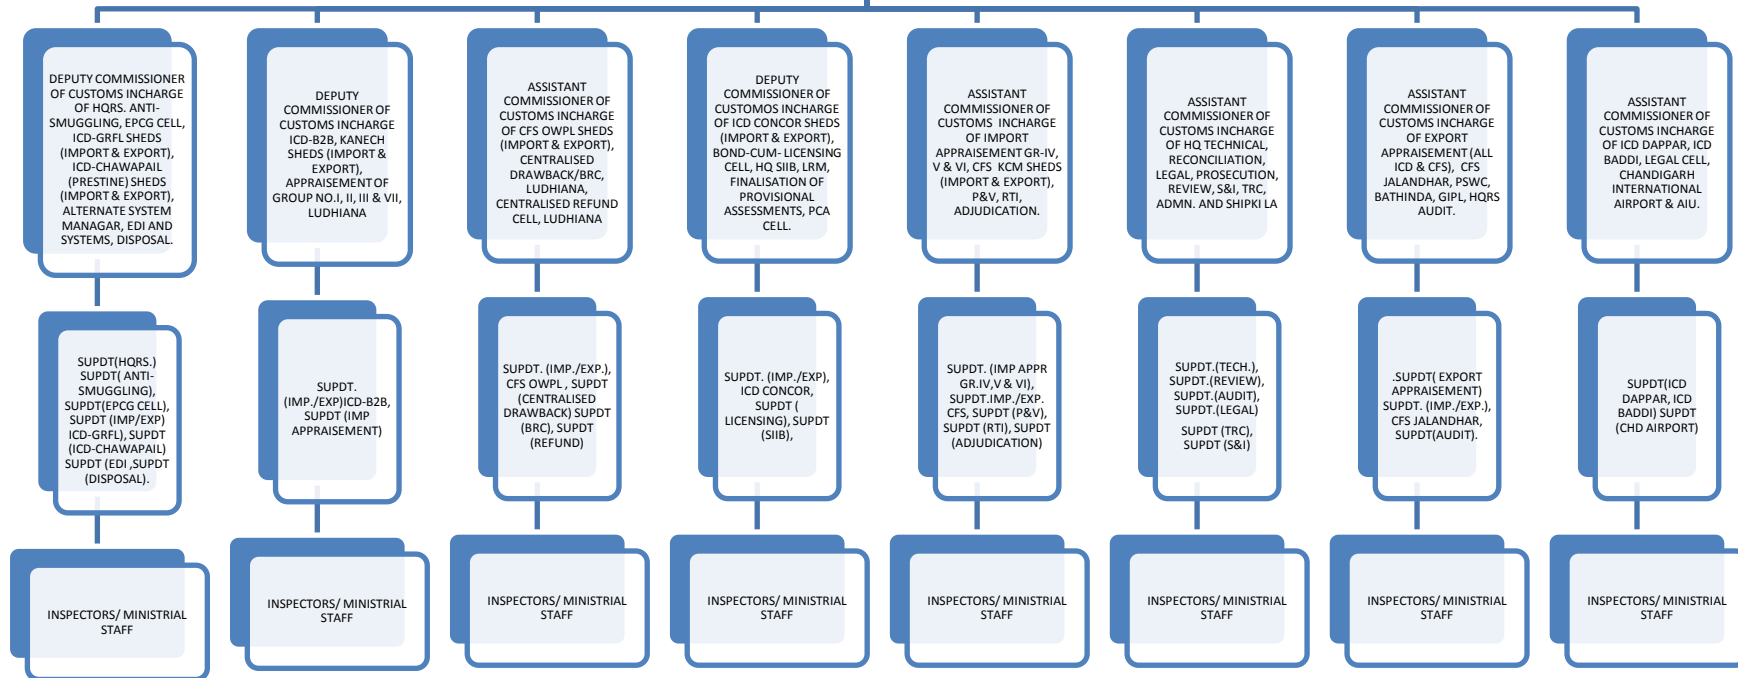 DEPUTY COMMISSIONER
OF CUSTOMS INCHARGE
OF HQRS. ANTI-
SMUGGLING, EPCG CELL,
ICD-GRFL SHEDS
(IMPORT & EXPORT),
ICD-CHAWAPAIL
(PRESTINE) SHEDS
(IMPORT & EXPORT),
ALTERNATE SYSTEM
MANAGAR, EDI AND
SYSTEMS, DISPOSAL.
DEPUTY
COMMISSIONER OF
CUSTOMS INCHARGE
ICD-B2B, KANECH
SHEDS (IMPORT &
EXPORT),
APPRAISEMENT OF
GROUP NO.I, II, III & VII,
LUDHIANA
ASSISTANT
COMMISSIONER OF
CUSTOMS INCHARGE
OF CFS OWPL SHEDS
(IMPORT & EXPORT),
CENTRALISED
DRAWBACK/BRC,
LUDHIANA,
CENTRALISED REFUND
CELL, LUDHIANA
DEPUTY
COMMISSIONER OF
CUSTOMOS INCHARGE
OF ICD CONCOR SHEDS
(IMPORT & EXPORT),
BOND-CUM- LICENSING
CELL, HQ SIIB, LRM,
FINALISATION OF
PROVISIONAL
ASSESSMENTS, PCA
CELL.
ASSISTANT
COMMISSIONER OF
CUSTOMS INCHARGE
OF IMPORT
APPRAISEMENT GR-IV,
V & VI, CFS KCM SHEDS
(IMPORT & EXPORT),
P&V, RTI,
ADJUDICATION.
ASSISTANT
COMMISSIONER OF
CUSTOMS INCHARGE
OF HQ TECHNICAL,
RECONCILIATION,
LEGAL, PROSECUTION,
REVIEW, S&I, TRC,
ADMN. AND SHIPKI LA
ASSISTANT
COMMISSIONER OF
CUSTOMS INCHARGE
OF EXPORT
APPRAISEMENT (ALL
ICD & CFS), CFS
JALANDHAR, PSWC,
BATHINDA, GIPL, HQRS
AUDIT.
ASSISTANT
COMMISSIONER OF
CUSTOMS INCHARGE
OF ICD DAPPAR, ICD
BADDI, LEGAL CELL,
CHANDIGARH
INTERNATIONAL
AIRPORT & AIU.
SUPDT(HQRS.)
SUPDT( ANTI-
SMUGGLING),
SUPDT(EPCG CELL),
SUPDT (IMP/EXP)
ICD-GRFL), SUPDT
(ICD-CHAWAPAIL)
SUPDT (EDI ,SUPDT
(DISPOSAL).
SUPDT.
(IMP./EXP)ICD-B2B,
SUPDT (IMP
APPRAISEMENT)
SUPDT. (IMP./EXP.),
CFS OWPL , SUPDT
(CENTRALISED
DRAWBACK) SUPDT
(BRC), SUPDT
(REFUND)
SUPDT. (IMP./EXP),
ICD CONCOR,
SUPDT (
LICENSING), SUPDT
(SIIB),
SUPDT. (IMP APPR
GR.IV,V & VI),
SUPDT.IMP./EXP.
CFS, SUPDT (P&V),
SUPDT (RTI), SUPDT
(ADJUDICATION)
SUPDT.(TECH.),
SUPDT.(REVIEW),
SUPDT.(AUDIT),
SUPDT.(LEGAL)
SUPDT (TRC),
SUPDT (S&I)
.SUPDT( EXPORT
APPRAISEMENT)
SUPDT. (IMP./EXP.),
CFS JALANDHAR,
SUPDT(AUDIT).
SUPDT(ICD
DAPPAR, ICD
BADDI) SUPDT
(CHD AIRPORT)
INSPECTORS/ MINISTRIAL
STAFF
INSPECTORS/ MINISTRIAL
STAFF
INSPECTORS/ MINISTRIAL
STAFF
INSPECTORS/ MINISTRIAL
STAFF
INSPECTORS/ MINISTRIAL
STAFF
INSPECTORS/ MINISTRIAL
STAFF
INSPECTORS/ MINISTRIAL
STAFF
INSPECTORS/ MINISTRIAL
STAFF